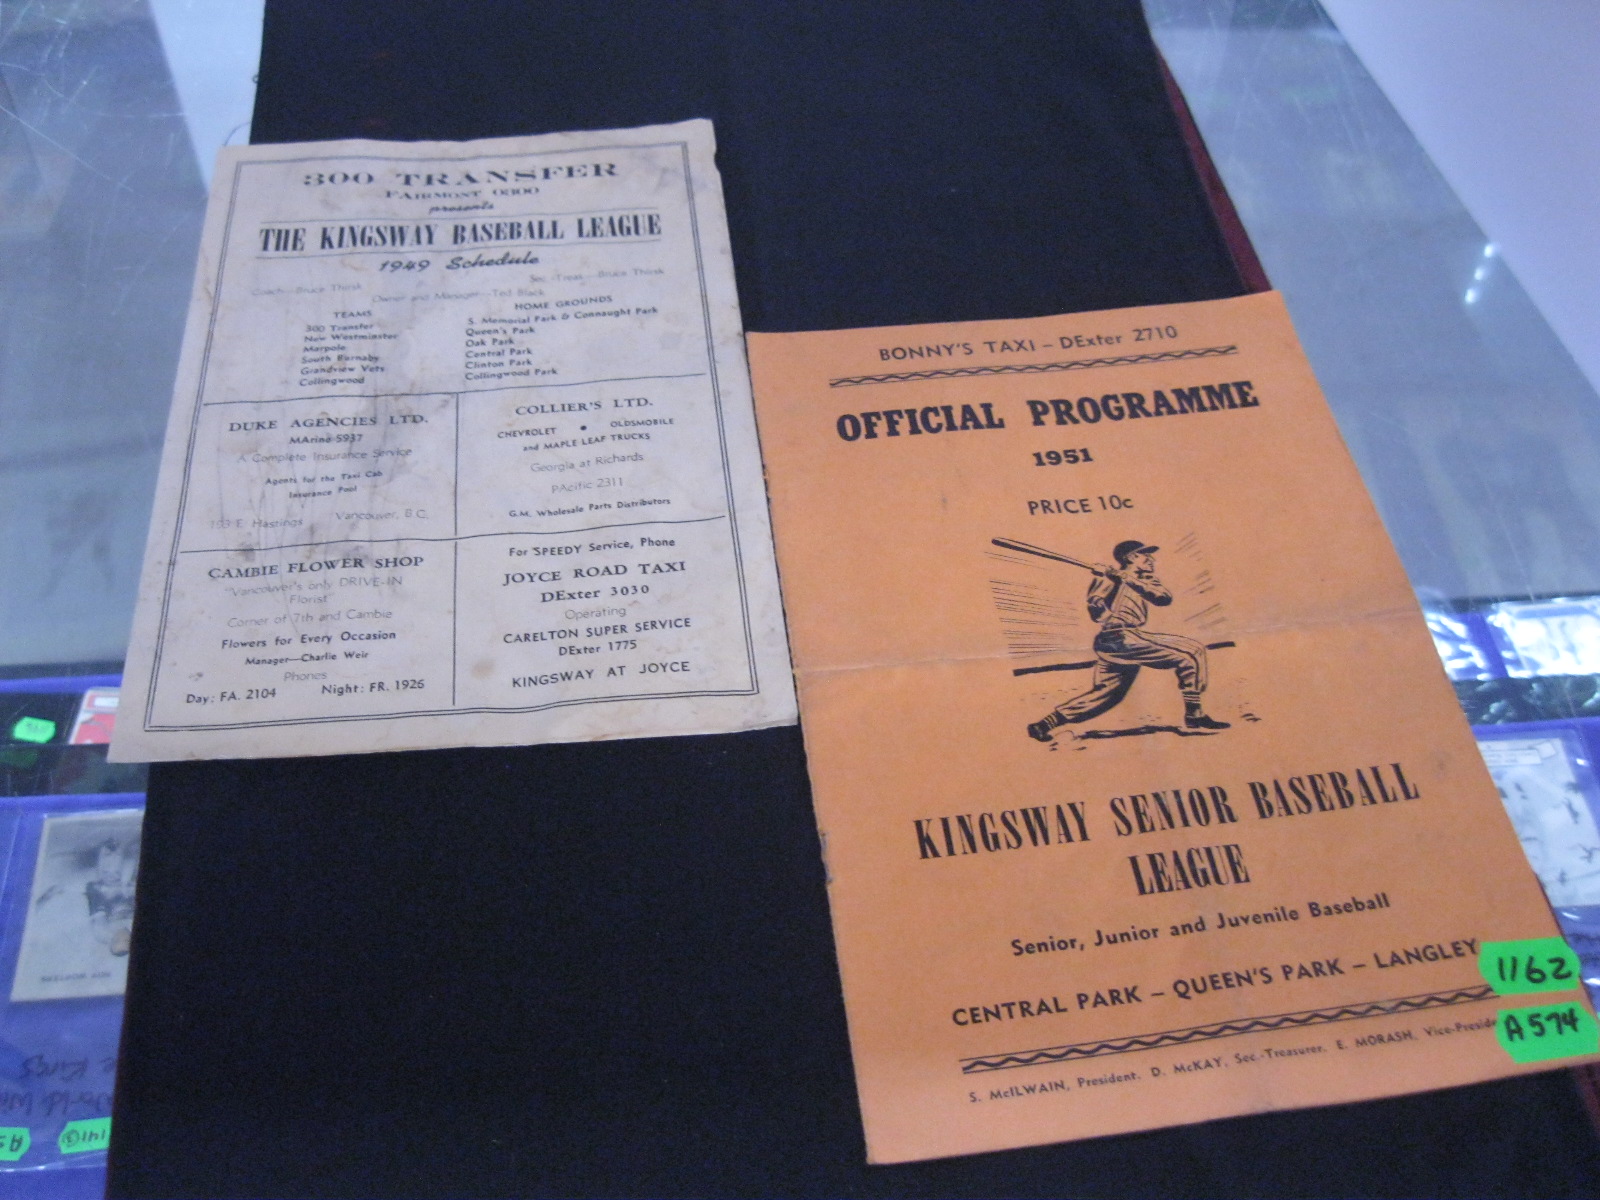 300 TRANSFER
FAIRMONT 0300
presents
THE KINGSWAY BASEBALL LEAGUE
1949 Schedule
Coach—Bruce Thirsk
Sec.-Treas.—Bruce Thirsk
Owner and Manager—Ted Black
TEAMS
300 Transfer
New Westminster
Marpole
South Burnaby
Grandview Vets
Collingwood
HOME GROUNDS
S. Memorial Park & Connaught Park
Queen's Park
Oak Park
Central Park
Clinton Park
Collingwood Park
DUKE AGENCIES LTD.
MArine 5937
A Complete Insurance Service
Agents for the Taxi Cab
Insurance Pool
193 E. Hastings Vancouver, B.C.
COLLIER'S LTD.
CHEVROLET • OLDSMOBILE
and MAPLE LEAF TRUCKS
Georgia at Richards
PAcific 2311
G.M. Wholesale Parts Distributors
CAMBIE FLOWER SHOP
"Vancouver's only DRIVE-IN
Florist"
Corner of 7th and Cambie
Flowers for Every Occasion
Manager—Charlie Weir
Phones
Day: FA. 2104 Night: FR. 1926
For SPEEDY Service, Phone
JOYCE ROAD TAXI
DExter 3030
Operating
CARELTON SUPER SERVICE
DExter 1775
KINGSWAY AT JOYCE
BONNY'S TAXI – DExter 2710
OFFICIAL PROGRAMME
1951
PRICE 10c
KINGSWAY SENIOR BASEBALL
LEAGUE
Senior, Junior and Juvenile Baseball
CENTRAL PARK – QUEEN'S PARK – LANGLEY
S. McILWAIN, President. D. McKAY, Sec.-Treasurer. E. MORASH, Vice-Preside
1162
A574